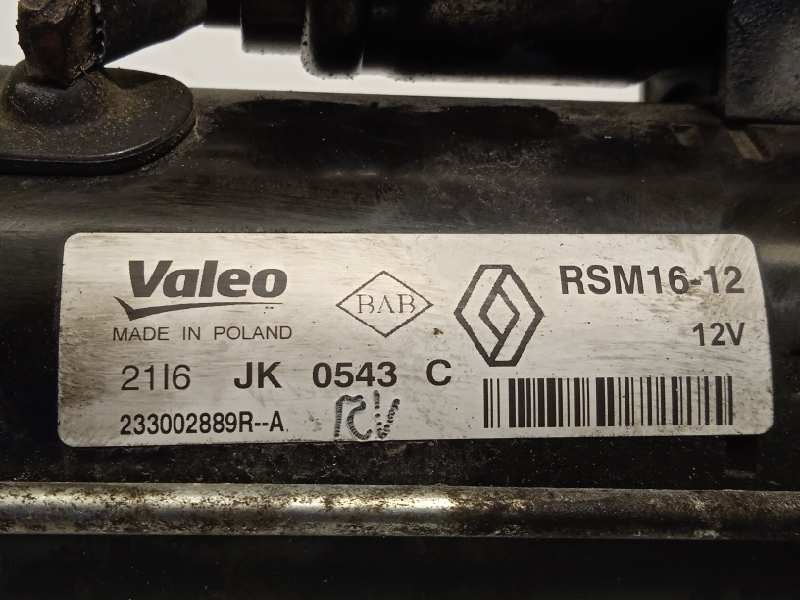 Valeo
BAB
RSM16-12
MADE IN POLAND
12V
21I6 JK 0543 C
233002889R--A